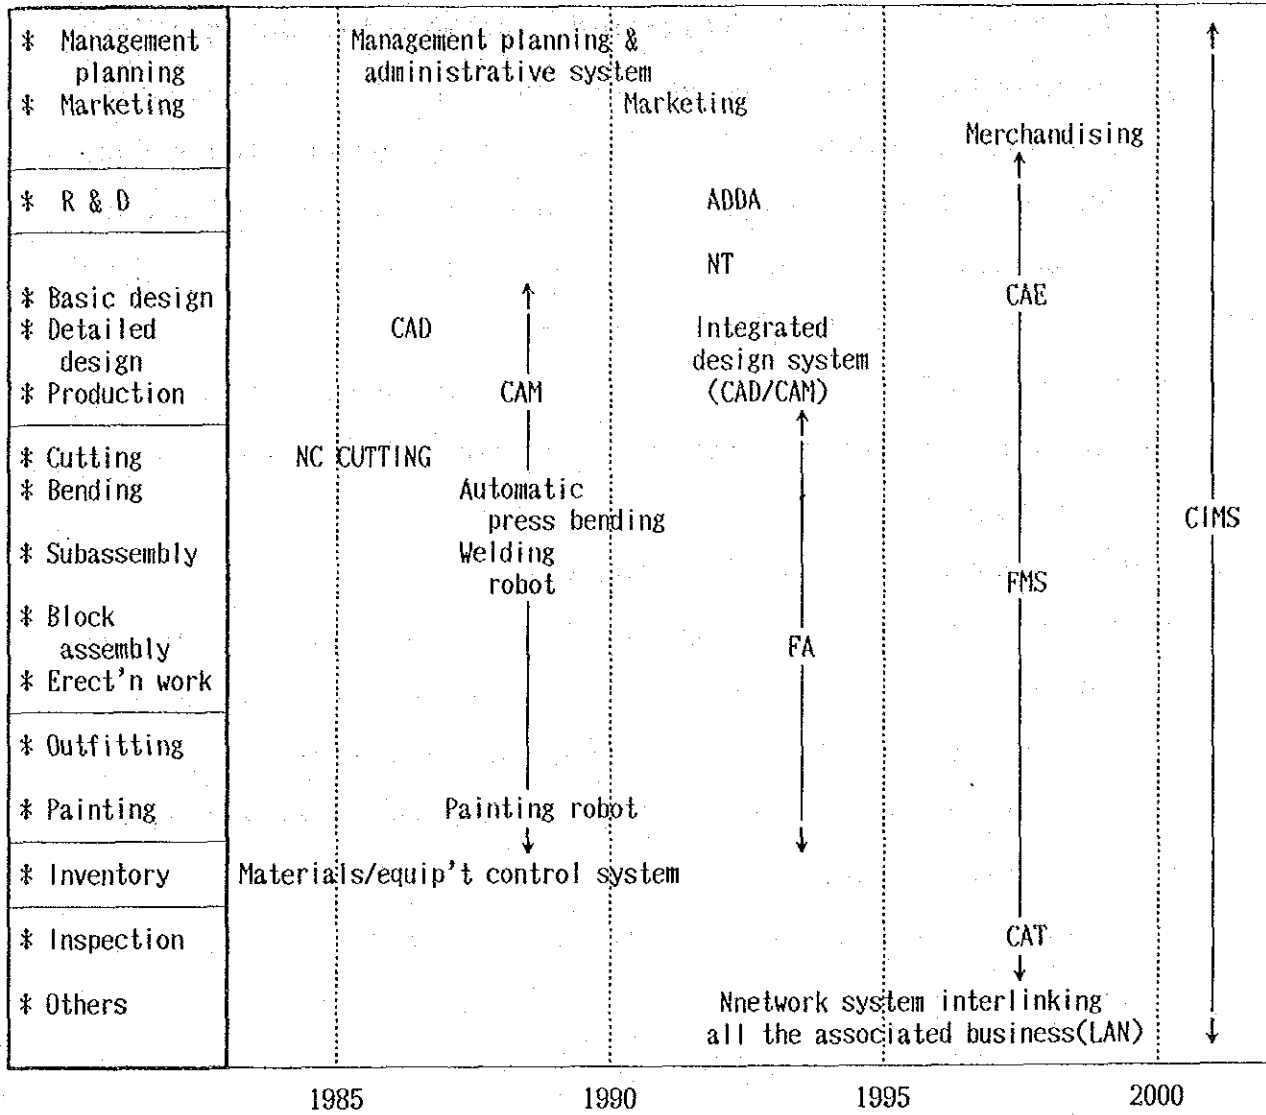 * Management Management planning &
planning administrative system
* Marketing Marketing
Merchandising
* R & D ADDA
NT
* Basic design CAE
* Detailed CAD Integrated
design design system
* Production CAM (CAD/CAM)
* Cutting NC CUTTING
* Bending Automatic
press bending CIMS
* Subassembly Welding
robot FMS
* Block
assembly FA
* Erect'n work
* Outfitting
* Painting Painting robot
* Inventory Materials/equip't control system
* Inspection CAT
* Others Nnetwork system interlinking
all the associated business(LAN)
1985 1990 1995 2000